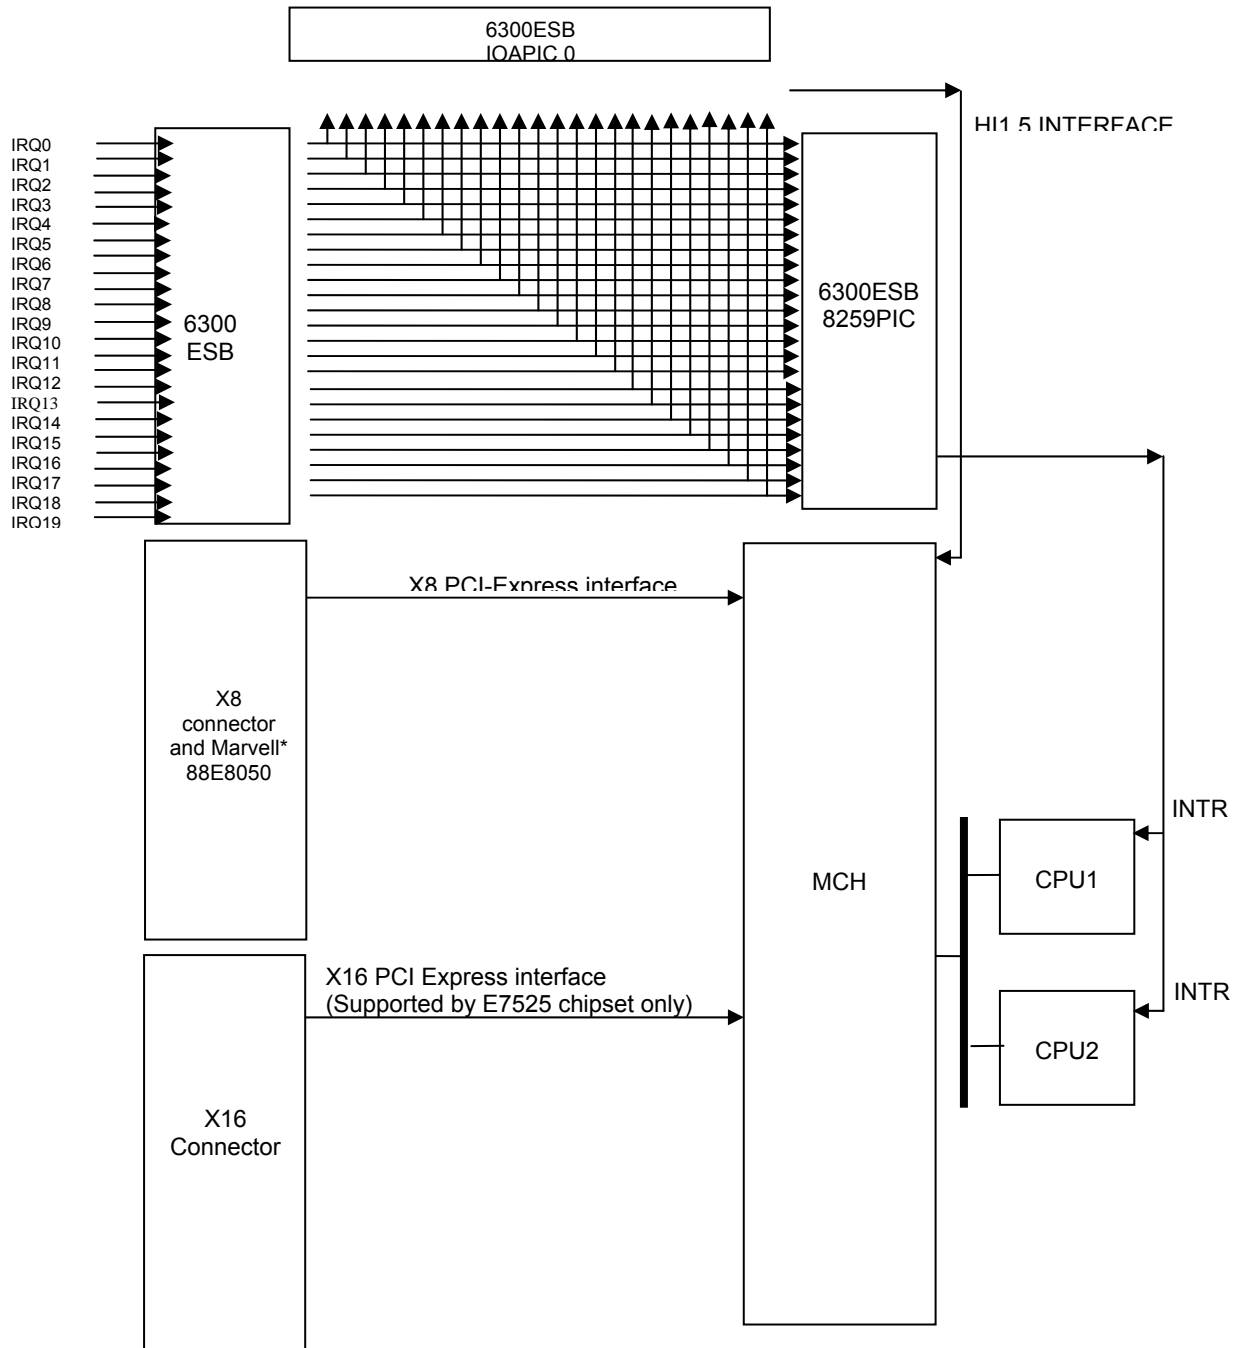 6300ESB
IOAPIC 0
HI1.5 INTERFACE
IRQ0
IRQ1
IRQ2
IRQ3
IRQ4
IRQ5
IRQ6
IRQ7
IRQ8
IRQ9
IRQ10
IRQ11
IRQ12
IRQ13
IRQ14
IRQ15
IRQ16
IRQ17
IRQ18
IRQ19
6300
ESB
6300ESB
8259PIC
X8 PCI-Express interface
X8
connector
and Marvell*
88E8050
INTR
MCH
CPU1
X16 PCI Express interface
(Supported by E7525 chipset only)
INTR
CPU2
X16
Connector